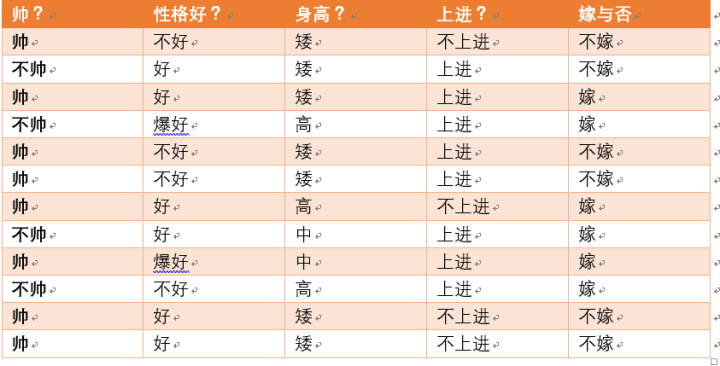 帅？ 性格好？ 身高？ 上进？ 嫁与否
帅 不好 矮 不上进 不嫁
不帅 好 矮 上进 不嫁
帅 好 矮 上进 嫁
不帅 爆好 高 上进 嫁
帅 不好 矮 上进 不嫁
帅 不好 矮 上进 不嫁
帅 好 高 不上进 嫁
不帅 好 中 上进 嫁
帅 爆好 中 上进 嫁
不帅 不好 高 上进 嫁
帅 好 矮 不上进 不嫁
帅 好 矮 不上进 不嫁